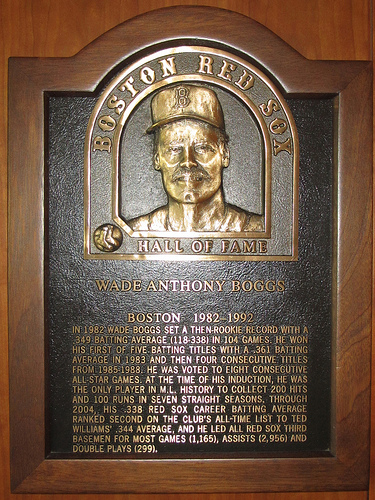 BOSTON RED SOX
B
HALL OF FAME
WADE ANTHONY BOGGS
BOSTON 1982-1992
IN 1982 WADE BOGGS SET A THEN-ROOKIE RECORD WITH A
.349 BATTING AVERAGE (118-338) IN 104 GAMES. HE WON
HIS FIRST OF FIVE BATTING TITLES WITH A .361 BATTING
AVERAGE IN 1983 AND THEN FOUR CONSECUTIVE TITLES
FROM 1985-1988. HE WAS VOTED TO EIGHT CONSECUTIVE
ALL-STAR GAMES. AT THE TIME OF HIS INDUCTION, HE WAS
THE ONLY PLAYER IN M.L. HISTORY TO COLLECT 200 HITS
AND 100 RUNS IN SEVEN STRAIGHT SEASONS. THROUGH
2004, HIS .338 RED SOX CAREER BATTING AVERAGE
RANKED SECOND ON THE CLUB'S ALL-TIME LIST TO TED
WILLIAMS' .344 AVERAGE, AND HE LED ALL RED SOX THIRD
BASEMEN FOR MOST GAMES (1,165), ASSISTS (2,956) AND
DOUBLE PLAYS (299).